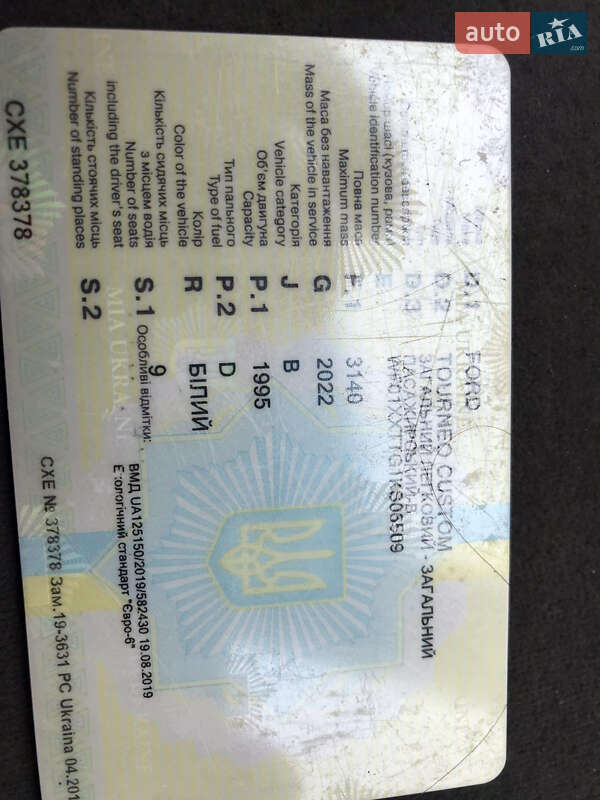 auto RIA .com
D.1 FORD
D.2 TOURNEO CUSTOM
D.3 ЗАГАЛЬНИЙ ЛЕГКОВИЙ - ЗАГАЛЬНИЙ
ПАСАЖИРСЬКИЙ-В
E
Vehicle identification number
Повна маса F.1 3140
Maximum mass
Маса без навантаження G 2022
Mass of the vehicle in service
Категорія J B
Vehicle category
Об'єм двигуна P.1 1995
Capacity
Тип пального P.2 D
Type of fuel
Колір R БІЛИЙ
Color of the vehicle
Кількість сидячих місць
з місцем водія S.1 9
Number of seats
including the driver's seat
Кількість стоячих місць S.2
Number of standing places
Особливі відмітки:
ВМД UA125150/2019/582430 19.08.2019
Екологічний стандарт "Євро-6"
СХЕ 378378
СХЕ № 378378 Зам.19-3631 PC Ukraina 04.201